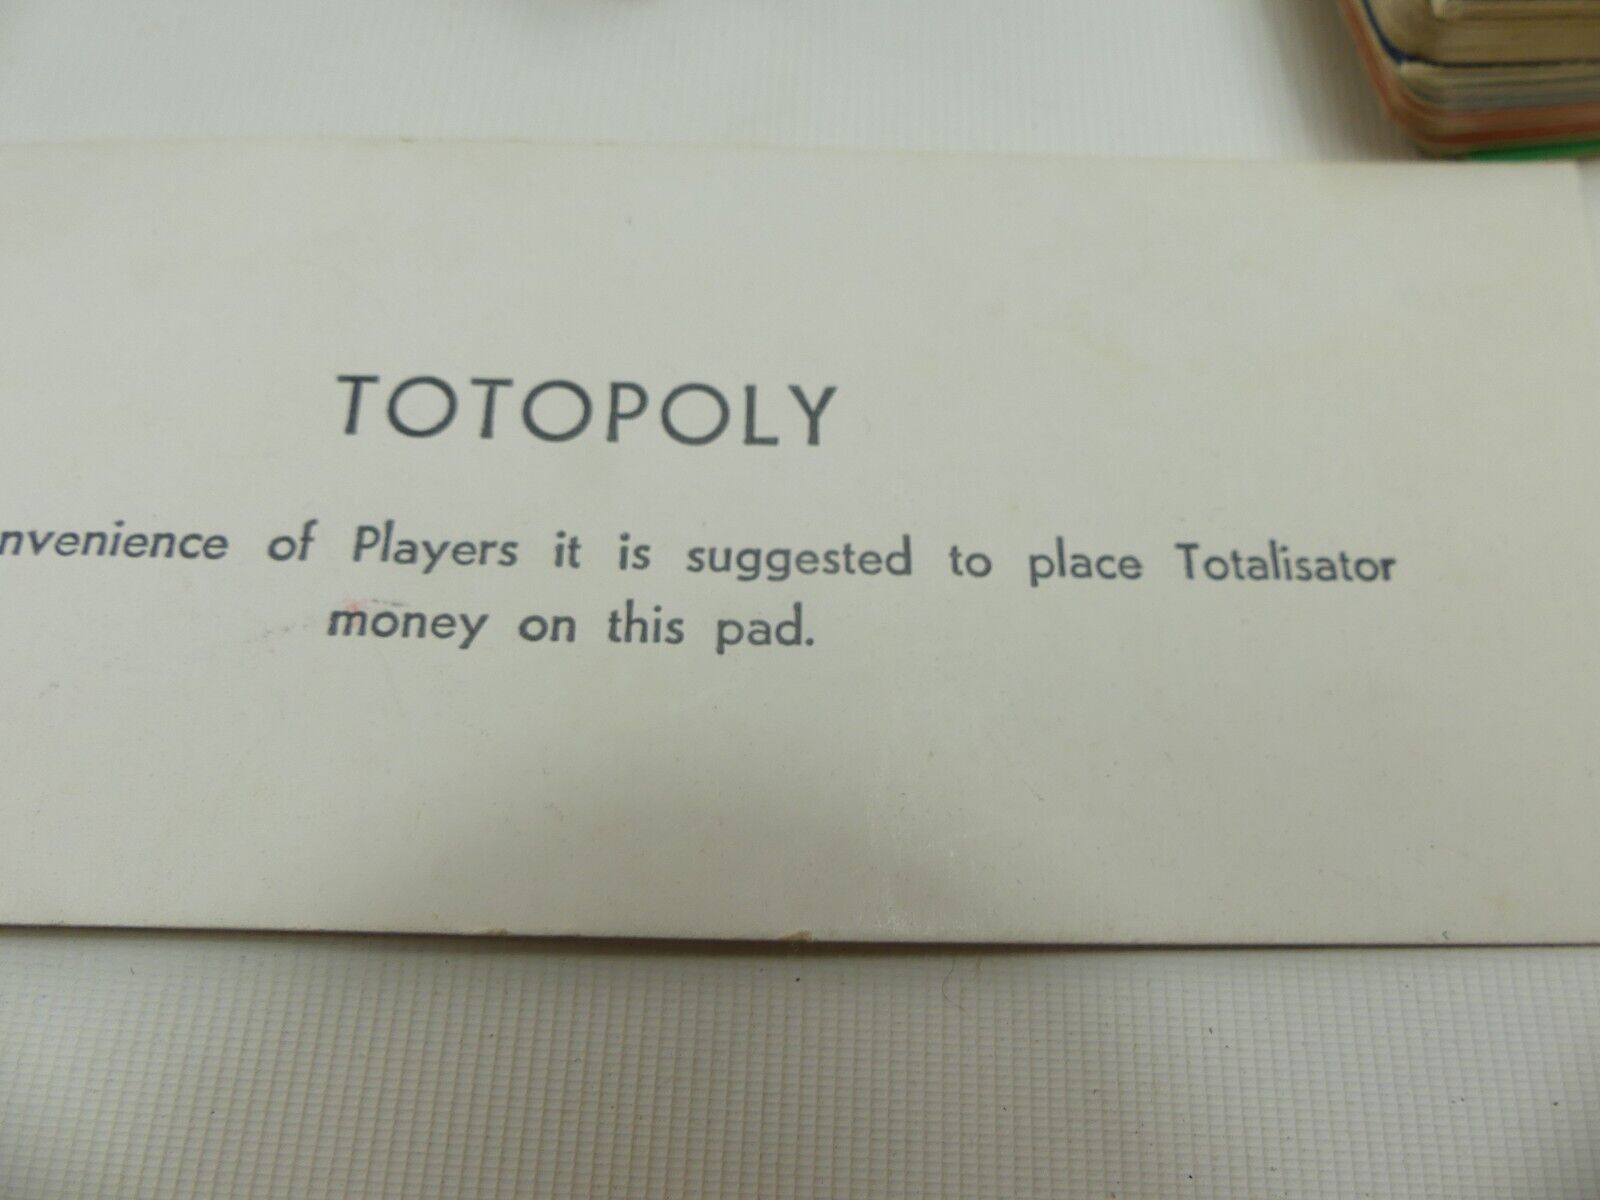 TOTOPOLY
nvenience of Players it is suggested to place Totalisator
money on this pad.